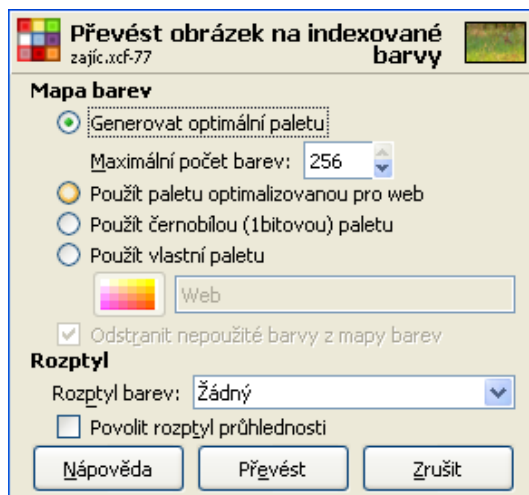 Převést obrázek na indexované
barvy
zajíc.xcf-77
Mapa barev
Generovat optimální paletu
Maximální počet barev: 256
Použít paletu optimalizovanou pro web
Použít černobílou (1bitovou) paletu
Použít vlastní paletu
Web
Odstranit nepoužité barvy z mapy barev
Rozptyl
Rozptyl barev: Žádný
Povolit rozptyl průhlednosti
Nápověda Převést Zrušit